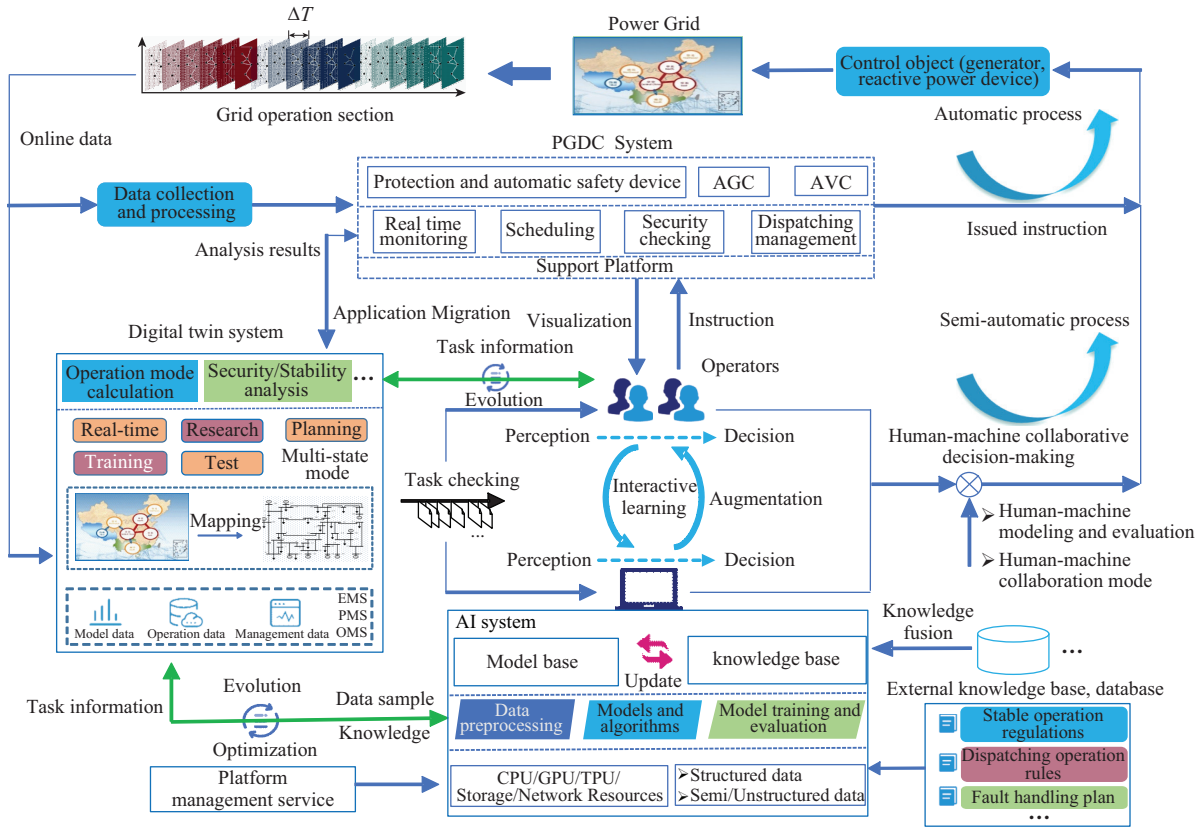 ΔT
Power Grid
Control object (generator,
reactive power device)
Grid operation section
Automatic process
Online data
PGDC System
Protection and automatic safety device
AGC
AVC
Data collection
and processing
Real time
monitoring
Scheduling
Security
checking
Dispatching
management
Issued instruction
Analysis results
Support Platform
Application Migration
Visualization
Instruction
Semi-automatic process
Digital twin system
Task information
Operators
Operation mode
calculation
Security/Stability
analysis
...
Evolution
Real-time
Research
Planning
Training
Test
Multi-state
mode
Perception
Decision
Human-machine collaborative
decision-making
Task checking
...
Interactive
learning
Augmentation
Mapping
➢ Human-machine
modeling and evaluation
➢ Human-machine
collaboration mode
Perception
Decision
Model data
Operation data
Management data
EMS
PMS
OMS
AI system
Model base
Update
knowledge base
Knowledge
fusion
...
External knowledge base, database
Task information
Evolution
Optimization
Data sample
Knowledge
Data
preprocessing
Models and
algorithms
Model training and
evaluation
Stable operation
regulations
Dispatching operation
rules
Fault handling plan
...
Platform
management service
CPU/GPU/TPU/
Storage/Network Resources
➢Structured data
➢Semi/Unstructured data